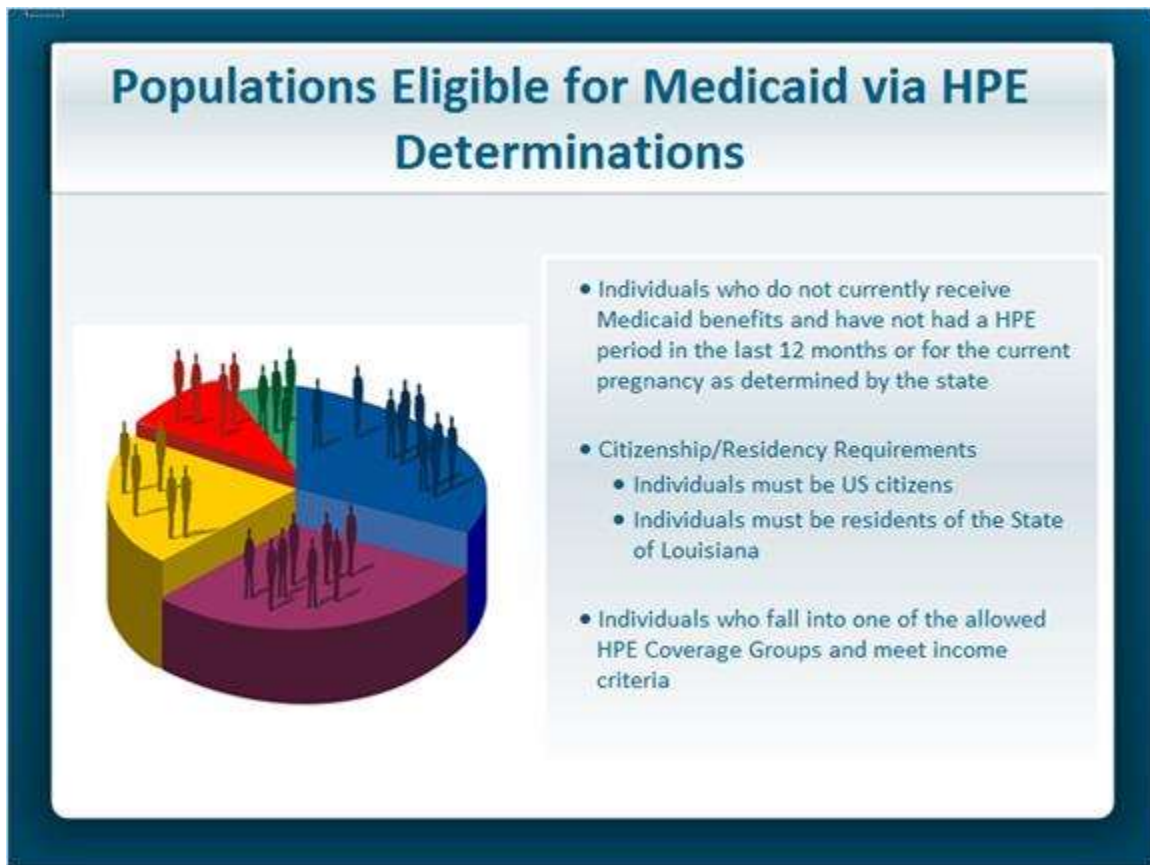 Populations Eligible for Medicaid via HPE
Determinations
• Individuals who do not currently receive
Medicaid benefits and have not had a HPE
period in the last 12 months or for the current
pregnancy as determined by the state
• Citizenship/Residency Requirements
• Individuals must be US citizens
• Individuals must be residents of the State
of Louisiana
• Individuals who fall into one of the allowed
HPE Coverage Groups and meet income
criteria